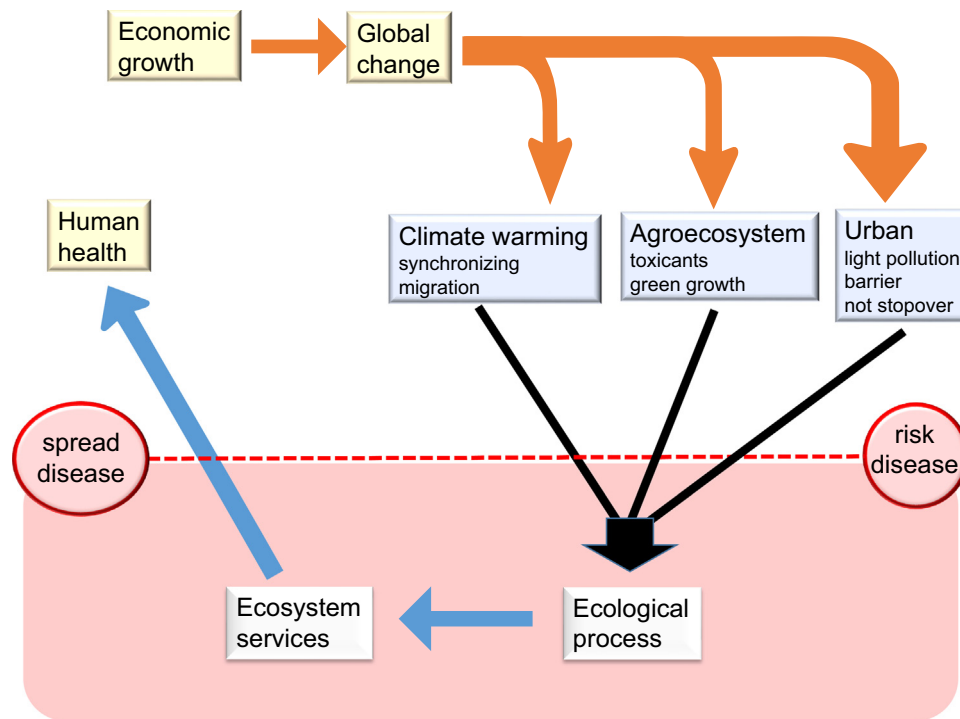 Economic
growth
Global
change
Human
health
Climate warming
synchronizing
migration
Agroecosystem
toxicants
green growth
Urban
light pollution
barrier
not stopover
spread
disease
risk
disease
Ecosystem
services
Ecological
process